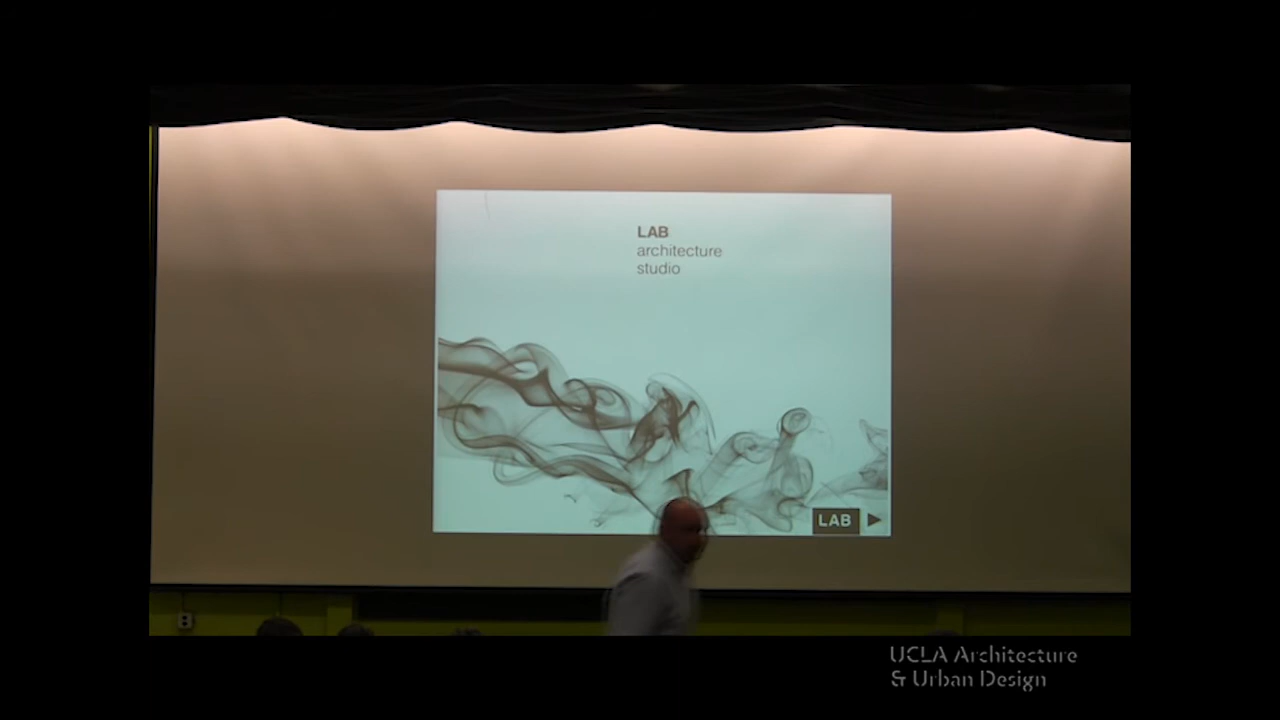 LAB
architecture
studio
LAB
UCLA Architecture
& Urban Design